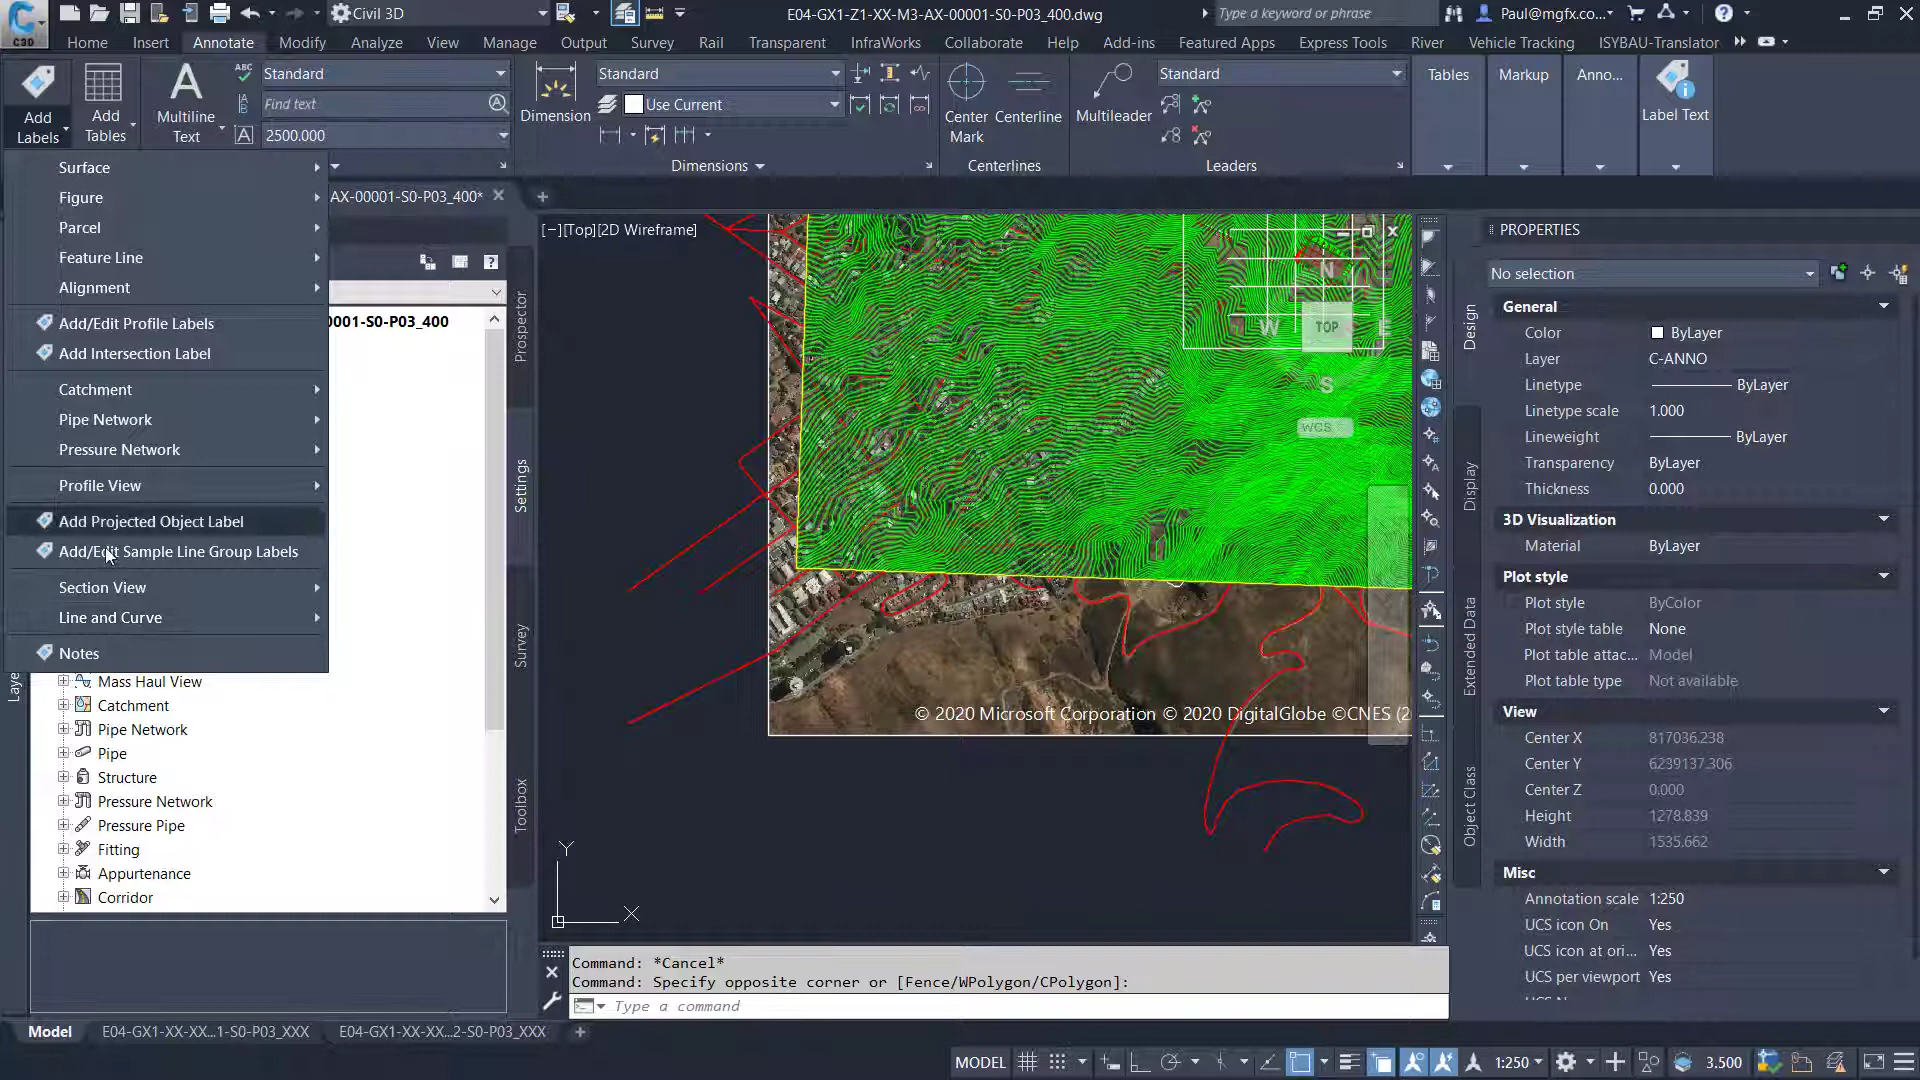 C3D
Civil 3D
E04-GX1-Z1-XX-M3-AX-00001-S0-P03_400.dwg
Type a keyword or phrase
Paul@mgfx.co...
Home Insert Annotate Modify Analyze View Manage Output Survey Rail Transparent InfraWorks Collaborate Help Add-ins Featured Apps Express Tools River Vehicle Tracking ISYBAU-Translator
Add Labels
Add Tables
Multiline Text
ABC
Standard
Find text
2500.000
Dimension
Standard
Use Current
Dimensions
Center Mark
Centerline
Centerlines
Multileader
Standard
Leaders
Tables
Markup
Anno...
Label Text
AX-00001-S0-P03_400*
Surface
Figure
Parcel
Feature Line
Alignment
Add/Edit Profile Labels
Add Intersection Label
Catchment
Pipe Network
Pressure Network
Profile View
Add Projected Object Label
Add/Edit Sample Line Group Labels
Section View
Line and Curve
Notes
0001-S0-P03_400
Mass Haul View
Catchment
Pipe Network
Pipe
Structure
Pressure Network
Pressure Pipe
Fitting
Appurtenance
Corridor
Prospector
Settings
Survey
Toolbox
[−][Top][2D Wireframe]
N
W TOP E
S
WCS
© 2020 Microsoft Corporation © 2020 DigitalGlobe ©CNES (2
Y
X
Command: *Cancel*
Command: Specify opposite corner or [Fence/WPolygon/CPolygon]:
Type a command
PROPERTIES
No selection
Design
Display
Extended Data
Object Class
General
Color ByLayer
Layer C-ANNO
Linetype ByLayer
Linetype scale 1.000
Lineweight ByLayer
Transparency ByLayer
Thickness 0.000
3D Visualization
Material ByLayer
Plot style
Plot style ByColor
Plot style table None
Plot table attac... Model
Plot table type Not available
View
Center X 817036.238
Center Y 6239137.306
Center Z 0.000
Height 1278.839
Width 1535.662
Misc
Annotation scale 1:250
UCS icon On Yes
UCS icon at ori... Yes
UCS per viewport Yes
Model E04-GX1-XX-XX...1-S0-P03_XXX E04-GX1-XX-XX...2-S0-P03_XXX
MODEL 1:250 3.500